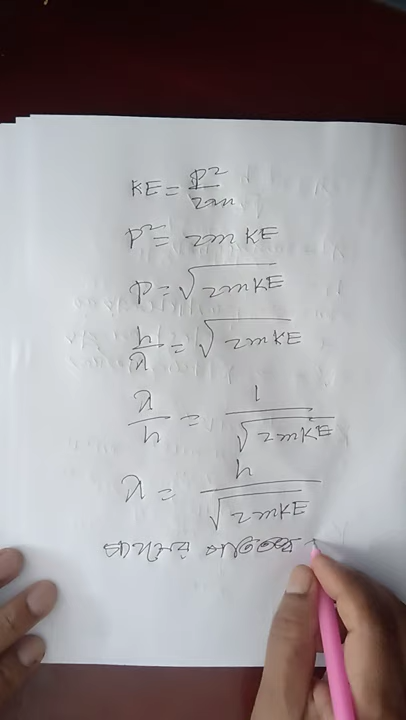 KE = P²/2m
P² = 2m KE
P = √2mKE
h/λ = √2mKE
λ/h = 1/√2mKE
λ = h/√2mKE